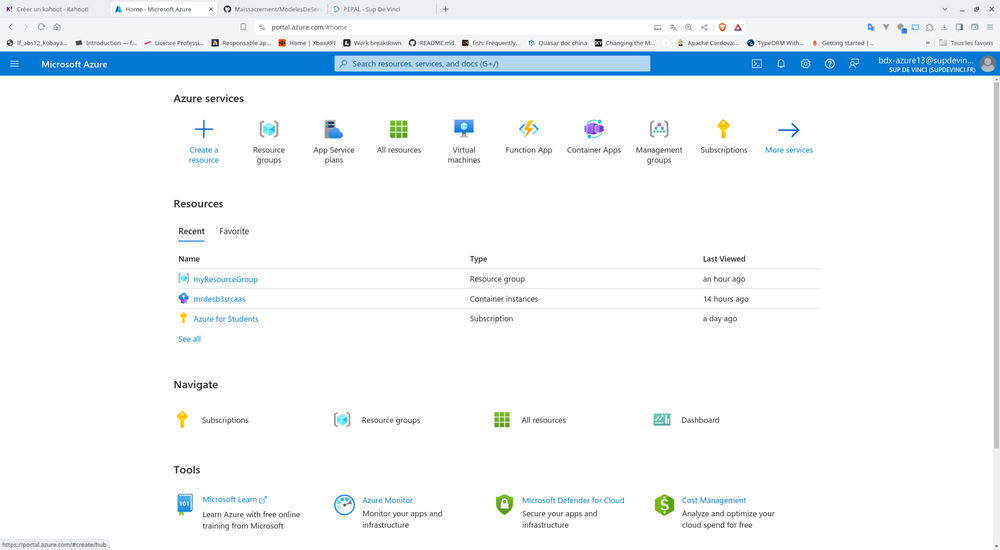 Créer un kahoot - Kahoot!
Home - Microsoft Azure
Maissacrement/ModelesDeSer
PEPAL - Sup De Vinci
portal.azure.com/#home
lf_abs12_kobaya...
Introduction — f...
Licence Professi...
Responsable ap...
Home | XboxAPI
Work breakdown
README.md
fish: Frequently...
Quasar doc china
Changing the M...
Apache Cordova:...
TypeORM With...
Getting started |...
»
Tous les favoris
Microsoft Azure
Search resources, services, and docs (G+/)
bdx-azure13@supdevin...
SUP DE VINCI (SUPDEVINCI.FR)
Azure services
Create a resource
Resource groups
App Service plans
All resources
Virtual machines
Function App
Container Apps
Management groups
Subscriptions
More services
Resources
Recent
Favorite
Name
Type
Last Viewed
myResourceGroup
Resource group
an hour ago
mrdesb3srcaas
Container instances
14 hours ago
Azure for Students
Subscription
a day ago
See all
Navigate
Subscriptions
Resource groups
All resources
Dashboard
Tools
101
Microsoft Learn
Learn Azure with free online
training from Microsoft
Azure Monitor
Monitor your apps and
infrastructure
Microsoft Defender for Cloud
Secure your apps and
infrastructure
Cost Management
Analyze and optimize your
cloud spend for free
https://portal.azure.com/#create/hub